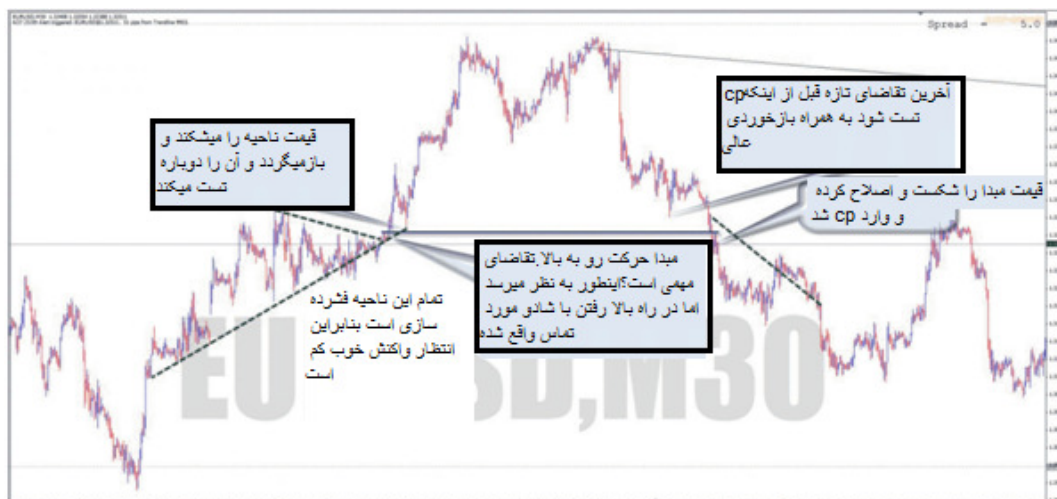 Spread = 5.0
آخرین تقاضای تازه قبل از اینکهcp
تست شود به همراه بازخوردی
عالی
قیمت ناحیه را میشکند و
بازمیگردد و آن را دوباره
تست میکند
قیمت مبدا را شکست و اصلاح کرده
و وارد cp شد
مبدا حرکت رو به بالا.تقاضای
مهمی است؟اینطور به نظر میرسد
اما در راه بالا رفتن با شادو مورد
تماس واقع شده
تمام این ناحیه فشرده
سازی است بنابراین
انتظار واکنش خوب کم
است
SD,M30